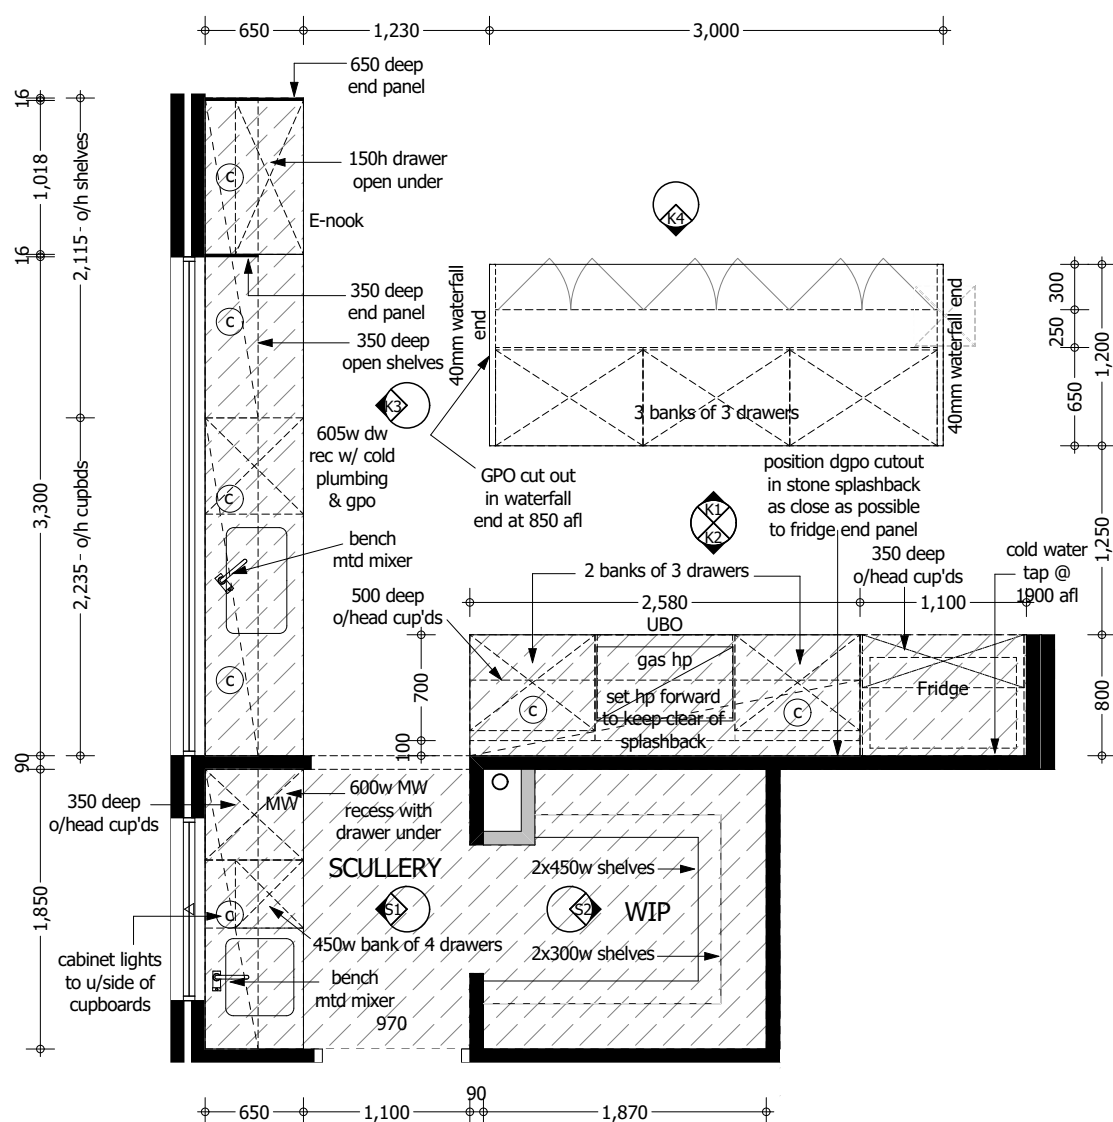 650
1,230
3,000
650 deep
end panel
16
1,018
16
2,115 - o/h shelves
150h drawer
open under
C
E-nook
K4
350 deep
end panel
C
350 deep
open shelves
40mm waterfall
end
40mm waterfall end
300
250
650
1,200
K3
3 banks of 3 drawers
605w dw
rec w/ cold
plumbing
& gpo
C
GPO cut out
in waterfall
end at 850 afl
position dgpo cutout
in stone splashback
as close as possible
to fridge end panel
K1
K2
3,300
2,235 - o/h cupbds
1,250
bench
mtd mixer
350 deep
o/head cup'ds
cold water
tap @
1900 afl
2 banks of 3 drawers
500 deep
o/head cup'ds
2,580
1,100
UBO
gas hp
C
700
100
set hp forward
to keep clear of
splashback
C
C
Fridge
800
90
350 deep
o/head cup'ds
MW
600w MW
recess with
drawer under
SCULLERY
2x450w shelves
1,850
C
S1
S2
WIP
450w bank of 4 drawers
2x300w shelves
cabinet lights
to u/side of
cupboards
bench
mtd mixer
970
650
1,100
90
1,870